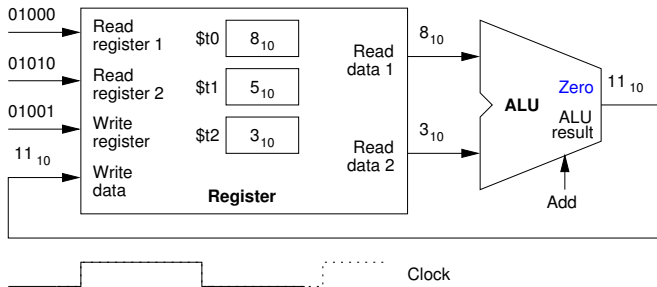 01000
Read
register 1
01010
Read
register 2
01001
Write
register
11 10
Write
data
$t0
8 10
$t1
5 10
$t2
3 10
Read
data 1
Read
data 2
Register
8 10
3 10
ALU
Zero
ALU
result
11 10
Add
Clock